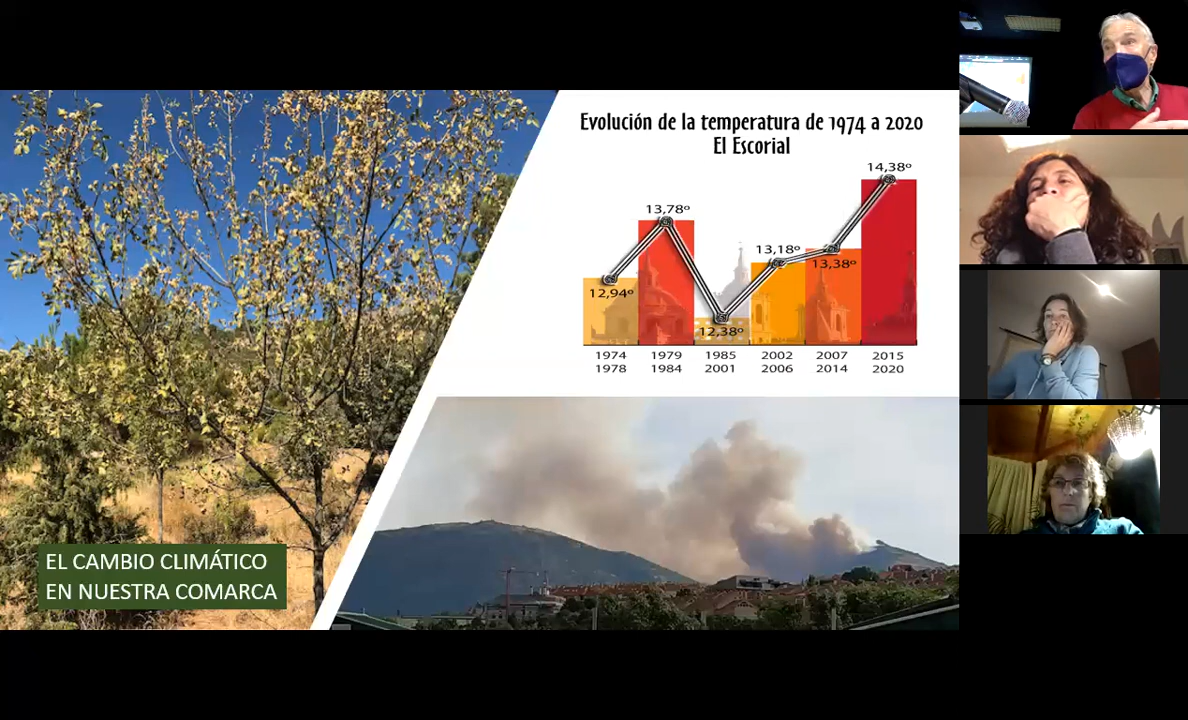 Evolución de la temperatura de 1974 a 2020
El Escorial
14,38º
13,78º
13,18º
13,38º
12,94º
12,38º
1974 1979 1985 2002 2007 2015
1978 1984 2001 2006 2014 2020
EL CAMBIO CLIMÁTICO
EN NUESTRA COMARCA